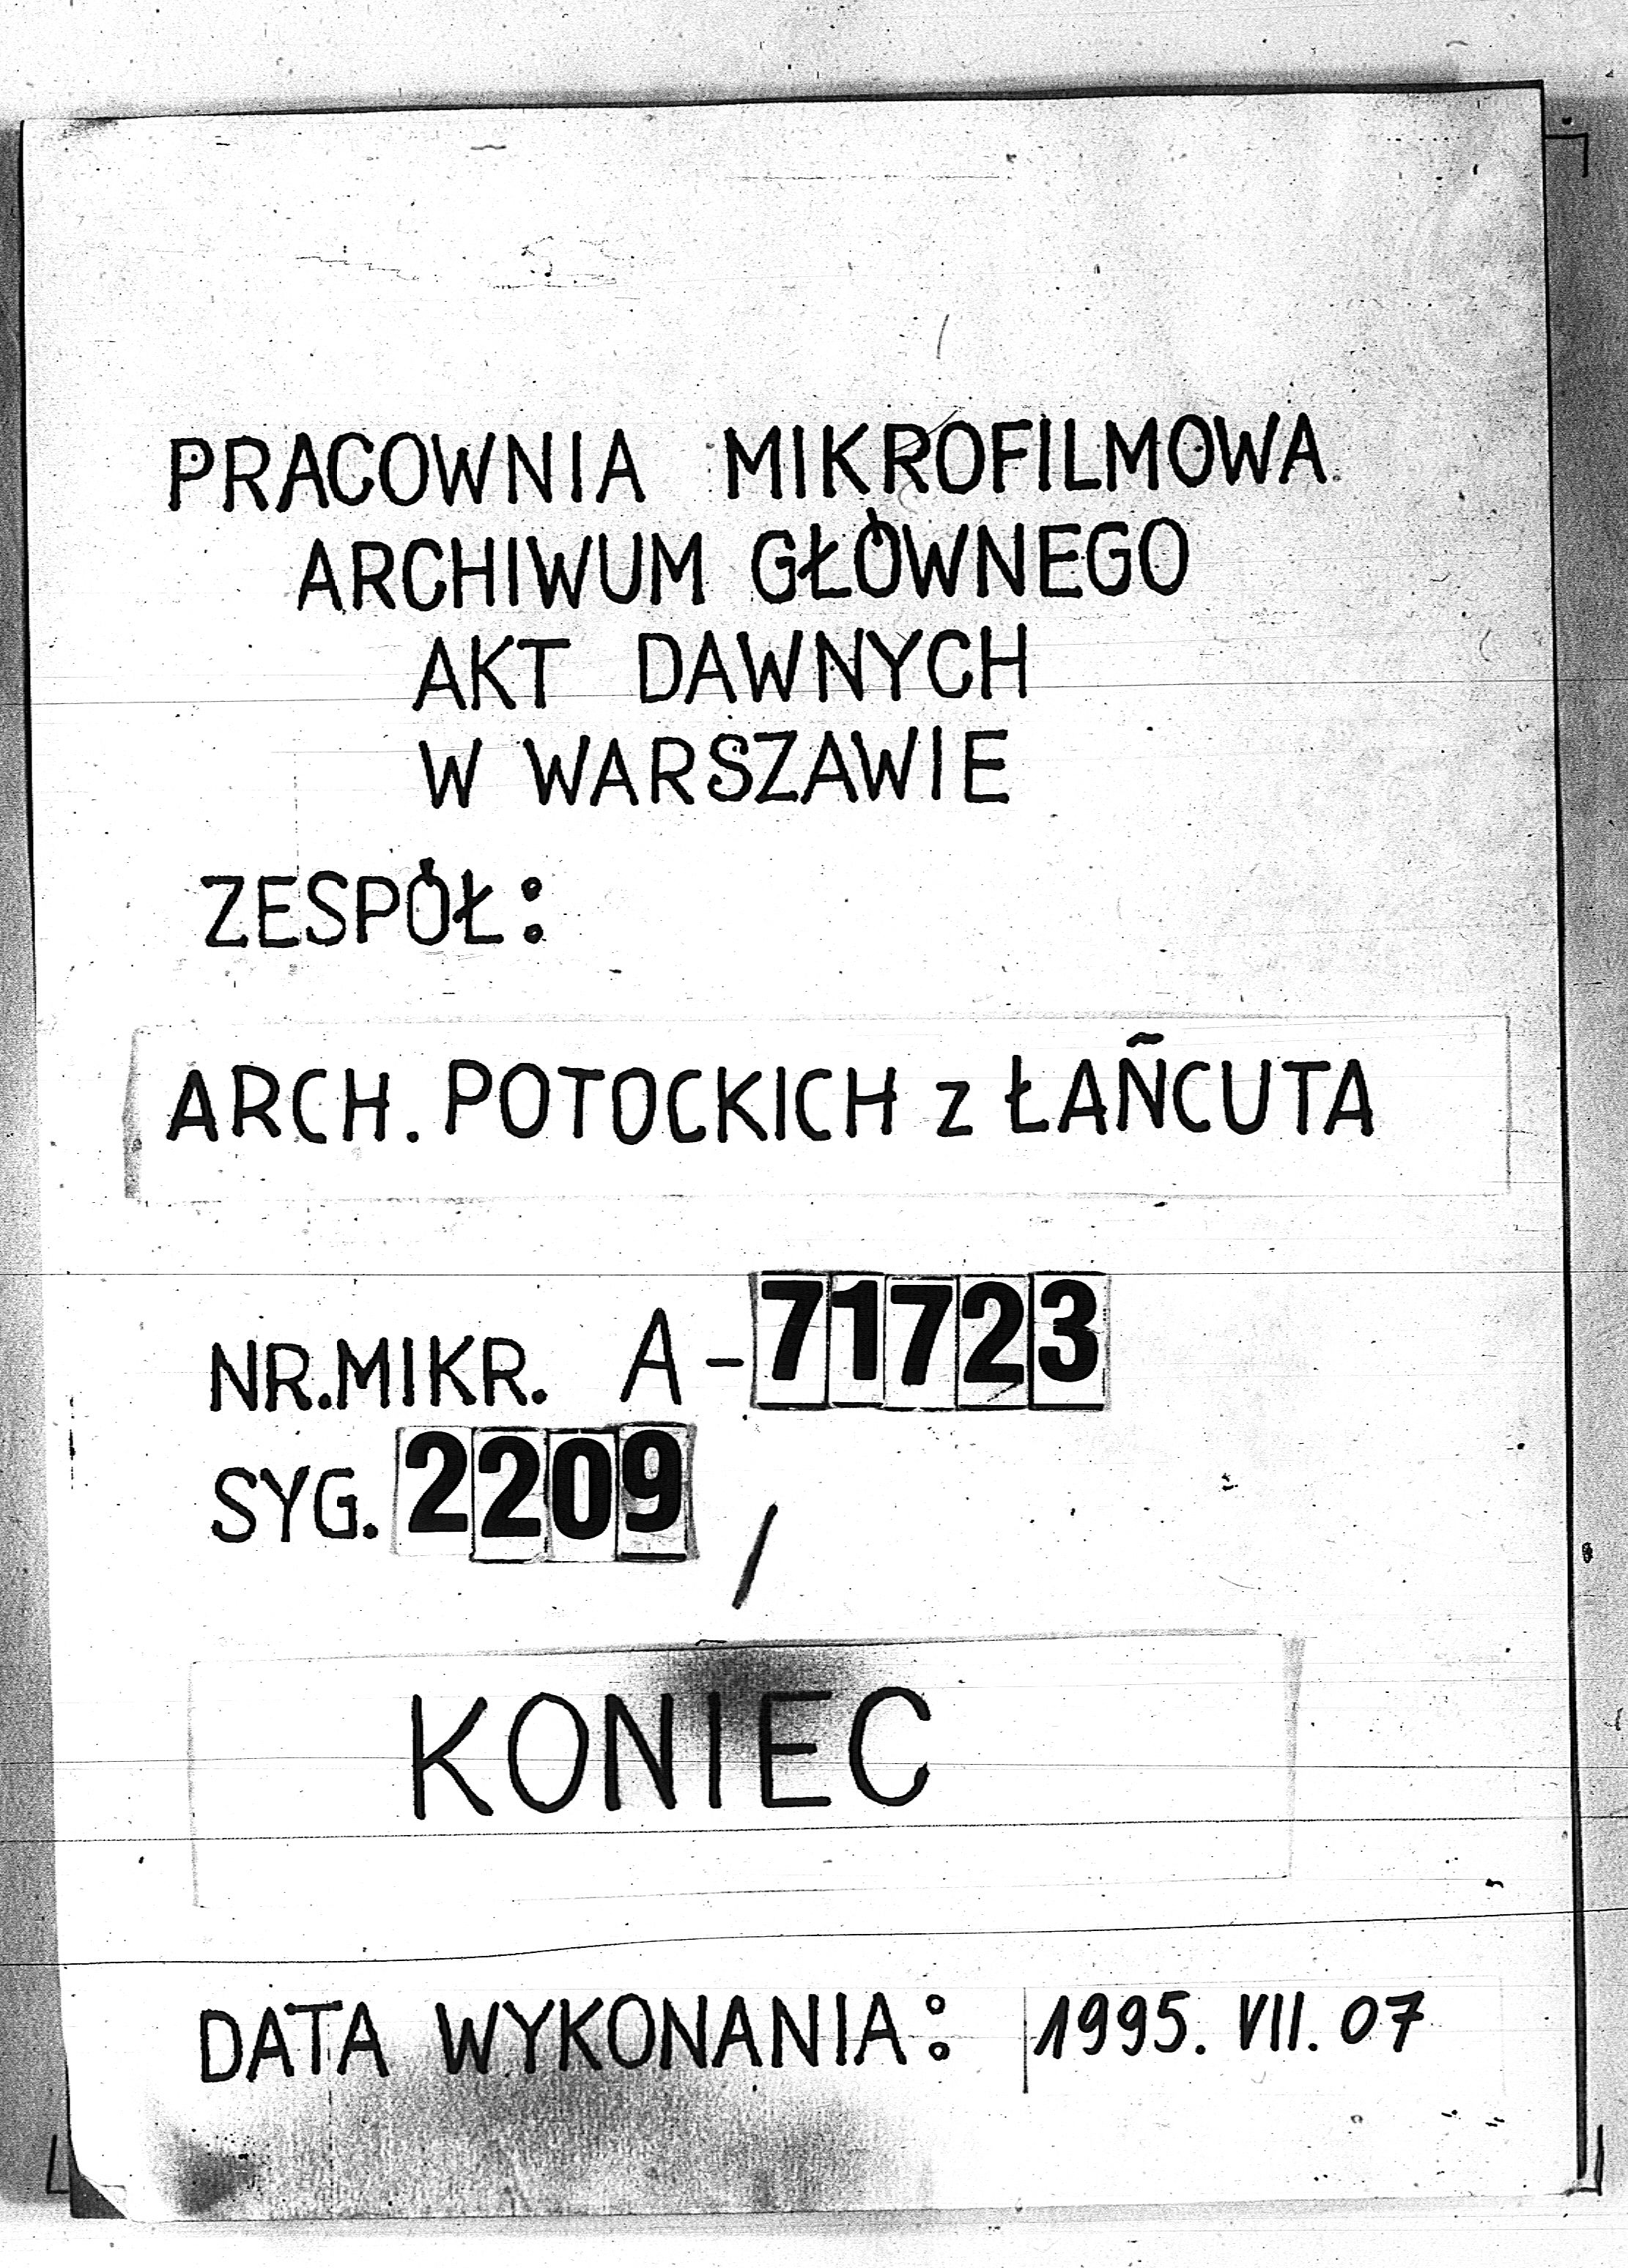 PRACOWNIA MIKROFILMOWA
ARCHIWUM GŁÓWNEGO
AKT DAWNYCH
W WARSZAWIE
ZESPÓŁ:
ARCH. POTOCKICH z ŁAŃCUTA
NR.MIKR. A-71723
SYG. 2209 /
KONIEC
DATA WYKONANIA: 1995. VII. 07